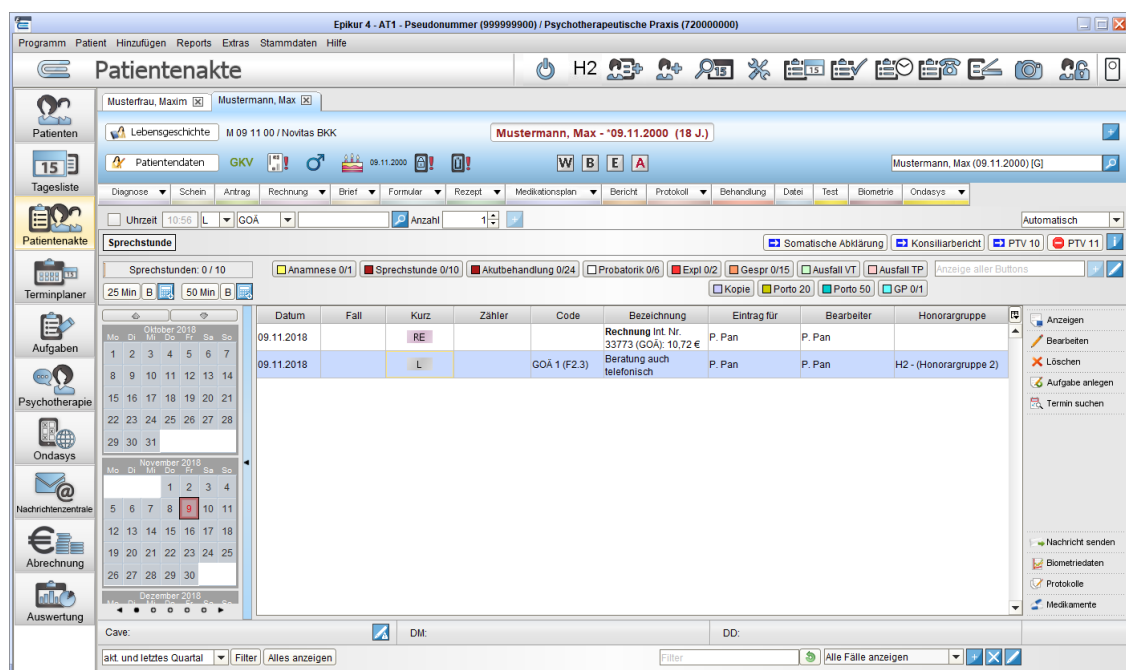 Epikur 4 - AT1 - Pseudonummer (999999900) / Psychotherapeutische Praxis (720000000)
Programm Patient Hinzufügen Reports Extras Stammdaten Hilfe
Patientenakte
H2
15
15
Patienten
Tagesliste
15
Patientenakte
Terminplaner
Aufgaben
Psychotherapie
Ondasys
Nachrichtenzentrale
Abrechnung
Auswertung
Musterfrau, Maxim
Mustermann, Max
Lebensgeschichte M 09 11 00 / Novitas BKK
Mustermann, Max - *09.11.2000 (18 J.)
Patientendaten GKV 09.11.2000 W B E A
Mustermann, Max (09.11.2000) [G]
Diagnose Schein Antrag Rechnung Brief Formular Rezept Medikationsplan Bericht Protokoll Behandlung Datei Test Biometrie Ondasys
Uhrzeit 10:56 L GOÄ Anzahl 1 Automatisch
Sprechstunde Somatische Abklärung Konsiliarbericht PTV 10 PTV 11
Sprechstunden: 0 / 10 Anamnese 0/1 Sprechstunde 0/10 Akutbehandlung 0/24 Probatorik 0/6 Expl 0/2 Gespr 0/15 Ausfall VT Ausfall TP Anzeige aller Buttons
25 Min B 50 Min B Kopie Porto 20 Porto 50 GP 0/1
Oktober 2018
Mo Di Mi Do Fr Sa So
1 2 3 4 5 6 7
8 9 10 11 12 13 14
15 16 17 18 19 20 21
22 23 24 25 26 27 28
29 30 31
November 2018
Mo Di Mi Do Fr Sa So
1 2 3 4
5 6 7 8 9 10 11
12 13 14 15 16 17 18
19 20 21 22 23 24 25
26 27 28 29 30
Dezember 2018
Datum Fall Kurz Zähler Code Bezeichnung Eintrag für Bearbeiter Honorargruppe
09.11.2018 RE Rechnung Int. Nr. P. Pan P. Pan
33773 (GOÄ): 10,72 €
09.11.2018 L GOÄ 1 (F2.3) Beratung auch P. Pan P. Pan H2 - (Honorargruppe 2)
telefonisch
Anzeigen
Bearbeiten
Löschen
Aufgabe anlegen
Termin suchen
Nachricht senden
Biometriedaten
Protokolle
Medikamente
Cave: DM: DD:
akt. und letztes Quartal Filter Alles anzeigen Filter Alle Fälle anzeigen